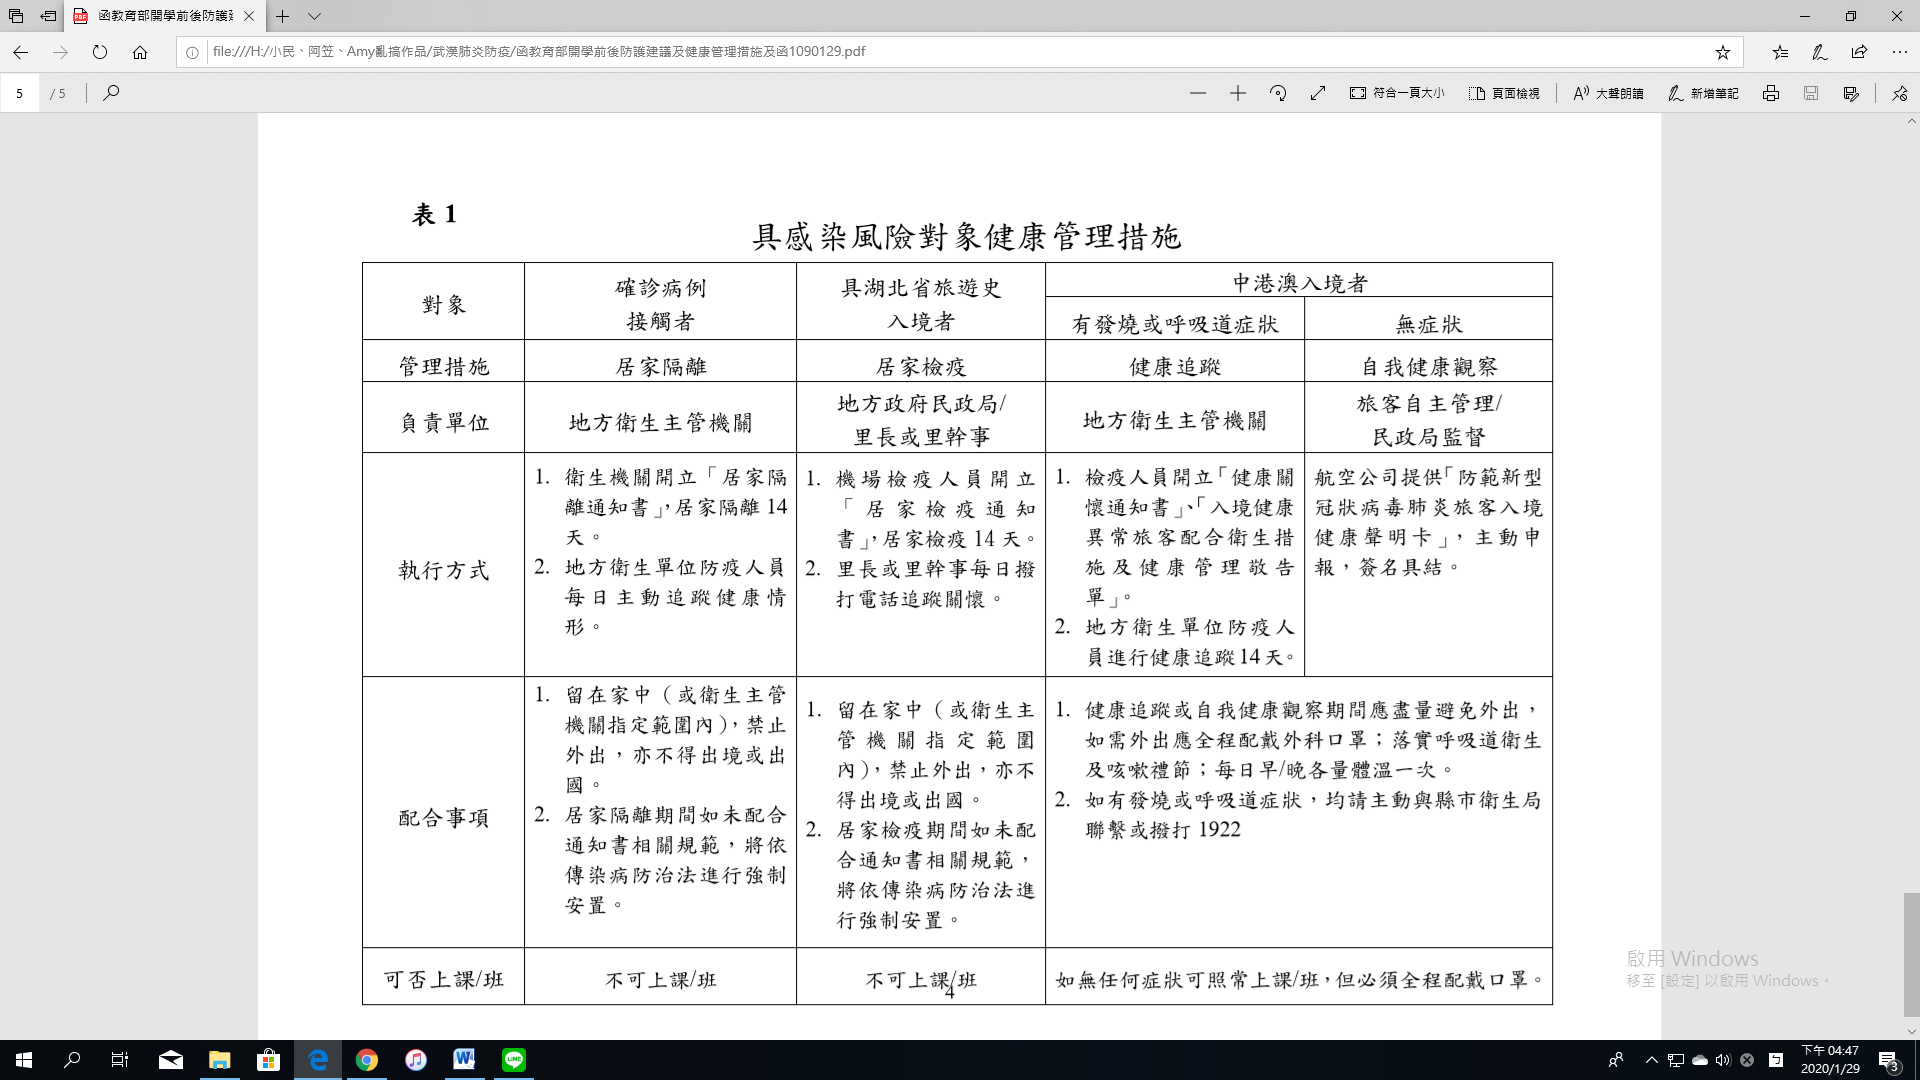 函教育部開學前後防護建
file:///H:/小民、阿笠、Amy亂搞作品/武漢肺炎防疫/函教育部開學前後防護建議及健康管理措施及函1090129.pdf
5 / 5
符合一頁大小
頁面檢視
大聲朗讀
新增筆記
表 1
具感染風險對象健康管理措施
對象
確診病例
接觸者
具湖北省旅遊史
入境者
中港澳入境者
有發燒或呼吸道症狀
無症狀
管理措施
居家隔離
居家檢疫
健康追蹤
自我健康觀察
負責單位
地方衛生主管機關
地方政府民政局/
里長或里幹事
地方衛生主管機關
旅客自主管理/
民政局監督
執行方式
1. 衛生機關開立「居家隔
離通知書」，居家隔離 14
天。
2. 地方衛生單位防疫人員
每日主動追蹤健康情
形。
1. 機場檢疫人員開立
「居家檢疫通知
書」，居家檢疫 14 天。
2. 里長或里幹事每日撥
打電話追蹤關懷。
1. 檢疫人員開立「健康關
懷通知書」、「入境健康
異常旅客配合衛生措
施及健康管理敬告
單」。
2. 地方衛生單位防疫人
員進行健康追蹤 14 天。
航空公司提供「防範新型
冠狀病毒肺炎旅客入境
健康聲明卡」，主動申
報，簽名具結。
配合事項
1. 留在家中（或衛生主管
機關指定範圍內），禁止
外出，亦不得出境或出
國。
2. 居家隔離期間如未配合
通知書相關規範，將依
傳染病防治法進行強制
安置。
1. 留在家中（或衛生主
管機關指定範圍
內），禁止外出，亦不
得出境或出國。
2. 居家檢疫期間如未配
合通知書相關規範，
將依傳染病防治法進
行強制安置。
1. 健康追蹤或自我健康觀察期間應盡量避免外出，
如需外出應全程配戴外科口罩；落實呼吸道衛生
及咳嗽禮節；每日早/晚各量體溫一次。
2. 如有發燒或呼吸道症狀，均請主動與縣市衛生局
聯繫或撥打 1922
可否上課/班
不可上課/班
不可上課/班
如無任何症狀可照常上課/班，但必須全程配戴口罩。
4
啟用 Windows
移至 [設定] 以啟用 Windows。
下午 04:47
2020/1/29
3